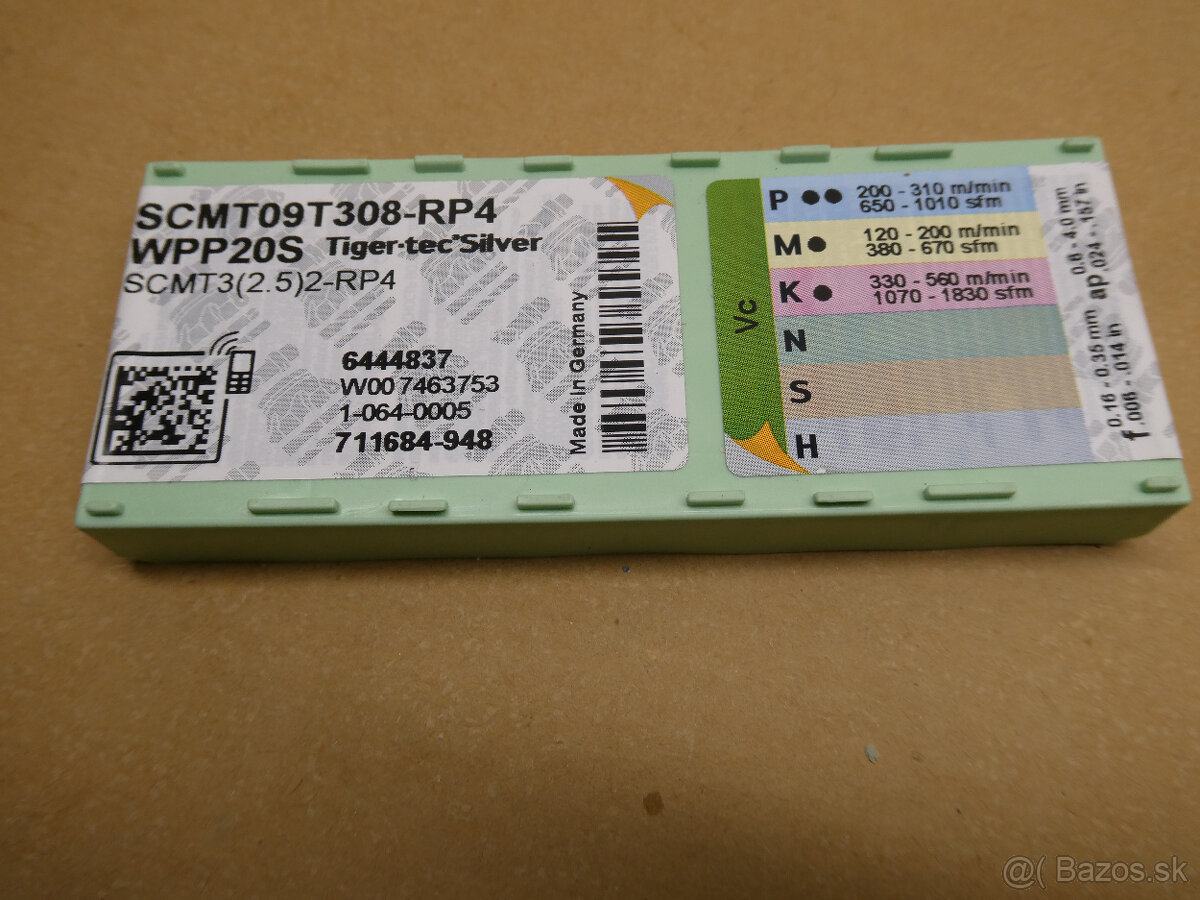 SCMT09T308-RP4
WPP20S Tiger·tec®Silver
SCMT3(2.5)2-RP4
6444837
W00 7463753
1-064-0005
711684-948
Made in Germany
Vc
P ●● 200 - 310 m/min
650 - 1010 sfm
M ● 120 - 200 m/min
380 - 670 sfm
K ● 330 - 560 m/min
1070 - 1830 sfm
N
S
H
f 0.16 - 0.35 mm
.006 - .014 in
ap 0.8 - 4.0 mm
.024 - .157 in
@( Bazos.sk